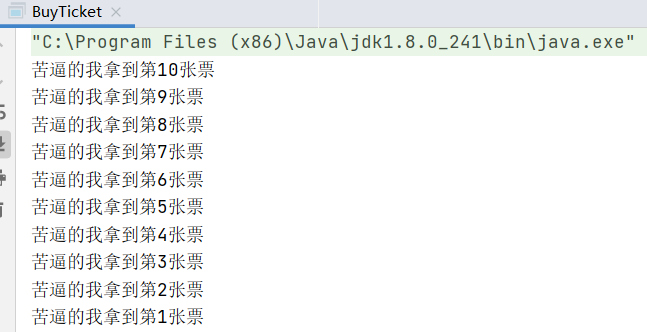 BuyTicket
"C:\Program Files (x86)\Java\jdk1.8.0_241\bin\java.exe"
苦逼的我拿到第10张票
苦逼的我拿到第9张票
苦逼的我拿到第8张票
苦逼的我拿到第7张票
苦逼的我拿到第6张票
苦逼的我拿到第5张票
苦逼的我拿到第4张票
苦逼的我拿到第3张票
苦逼的我拿到第2张票
苦逼的我拿到第1张票